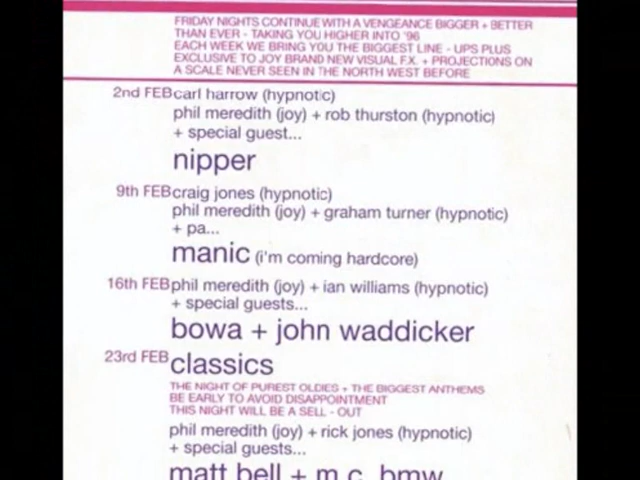 FRIDAY NIGHTS CONTINUE WITH A VENGEANCE BIGGER + BETTER
THAN EVER - TAKING YOU HIGHER INTO '96
EACH WEEK WE BRING YOU THE BIGGEST LINE - UPS PLUS
EXCLUSIVE TO JOY BRAND NEW VISUAL F.X. + PROJECTIONS ON
A SCALE NEVER SEEN IN THE NORTH WEST BEFORE
2nd FEB carl harrow (hypnotic)
phil meredith (joy) + rob thurston (hypnotic)
+ special guest...
nipper
9th FEB craig jones (hypnotic)
phil meredith (joy) + graham turner (hypnotic)
+ pa...
manic (i'm coming hardcore)
16th FEB phil meredith (joy) + ian williams (hypnotic)
+ special guests...
bowa + john waddicker
23rd FEB classics
THE NIGHT OF PUREST OLDIES + THE BIGGEST ANTHEMS
BE EARLY TO AVOID DISAPPOINTMENT
THIS NIGHT WILL BE A SELL - OUT
phil meredith (joy) + rick jones (hypnotic)
+ special guests...
matt bell + m.c. bmw